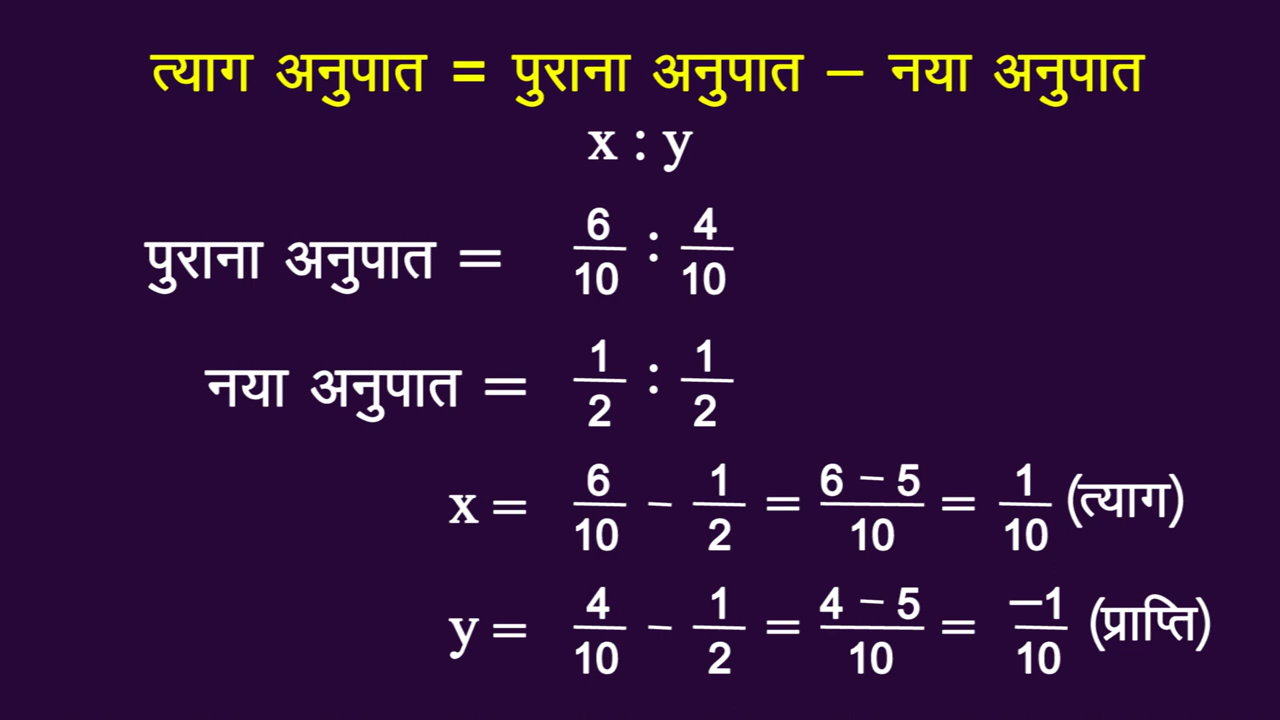 त्याग अनुपात = पुराना अनुपात – नया अनुपात
x : y
पुराना अनुपात = 6/10 : 4/10
नया अनुपात = 1/2 : 1/2
x = 6/10 - 1/2 = 6 - 5/10 = 1/10 (त्याग)
y = 4/10 - 1/2 = 4 - 5/10 = –1/10 (प्राप्ति)